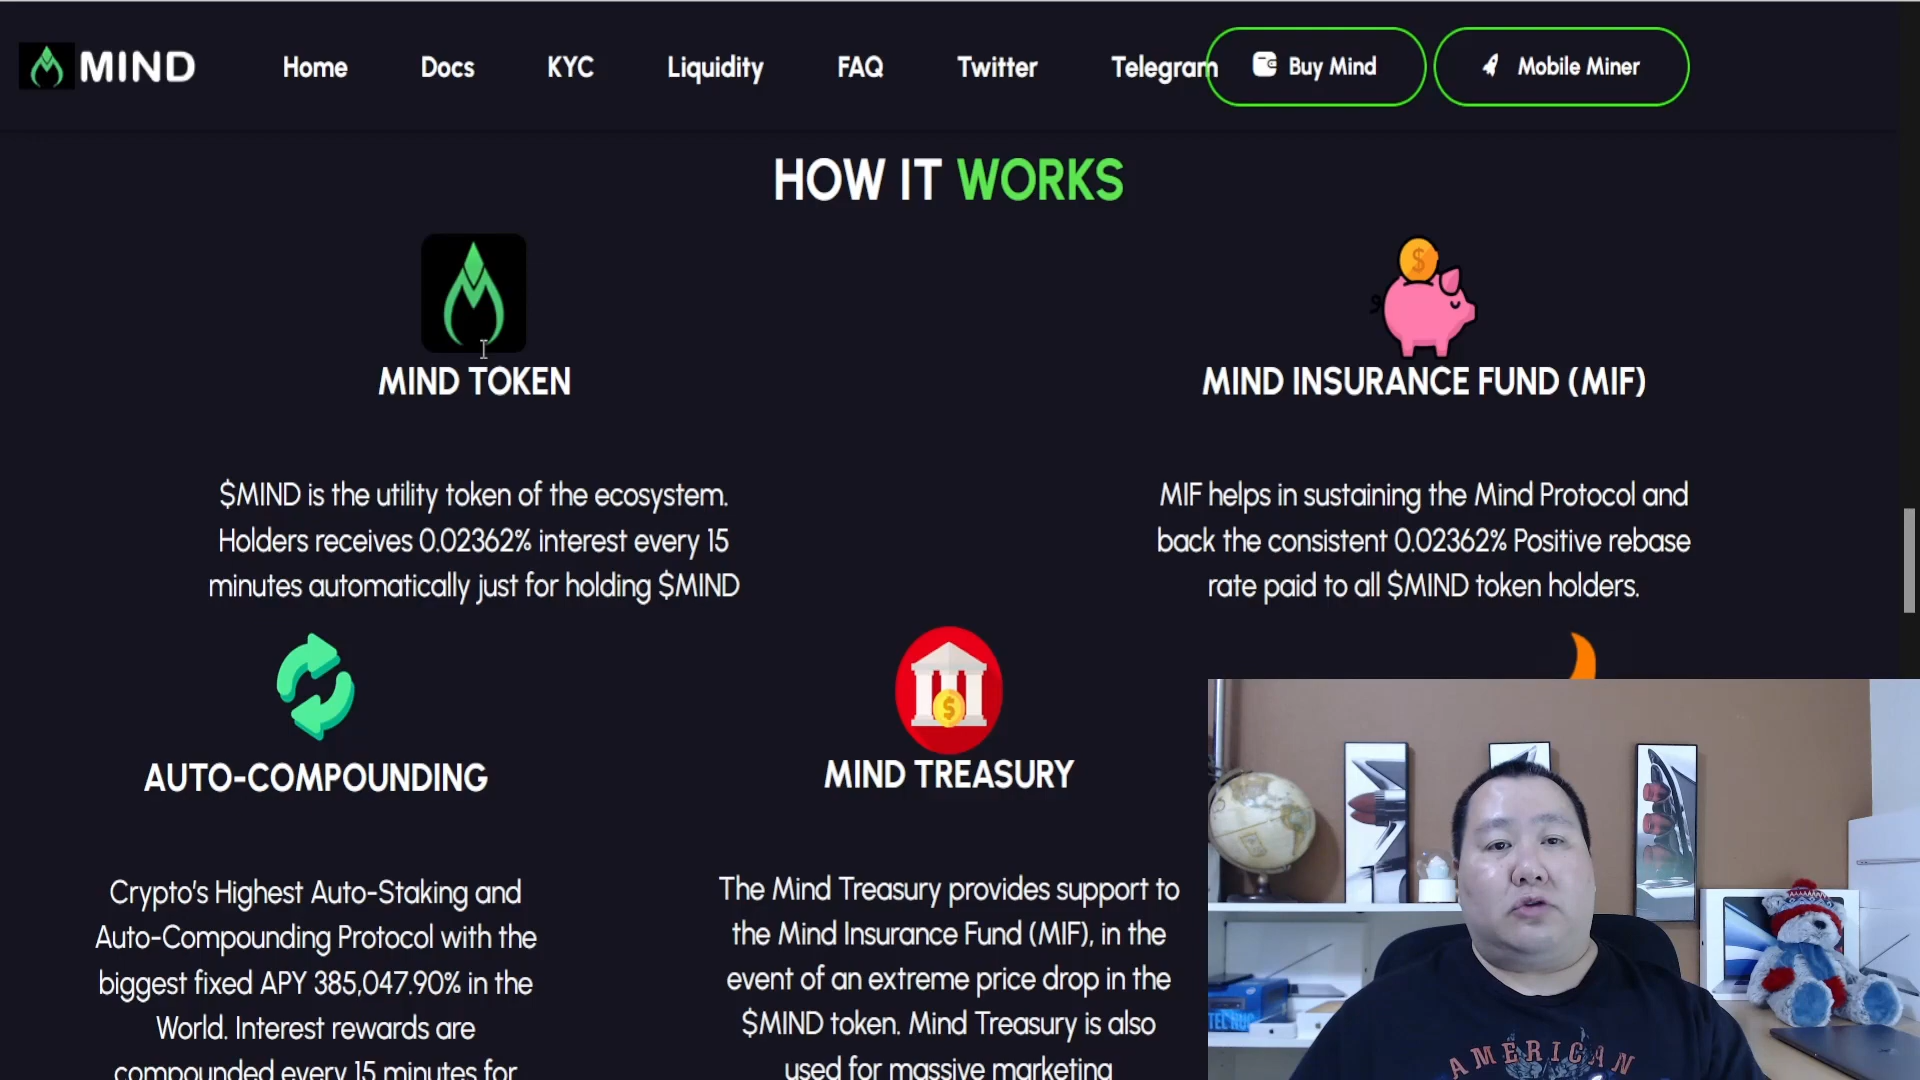 MIND
Home
Docs
KYC
Liquidity
FAQ
Twitter
Telegram
Buy Mind
Mobile Miner
HOW IT WORKS
MIND TOKEN
$MIND is the utility token of the ecosystem.
Holders receives 0.02362% interest every 15
minutes automatically just for holding $MIND
MIND INSURANCE FUND (MIF)
MIF helps in sustaining the Mind Protocol and
back the consistent 0.02362% Positive rebase
rate paid to all $MIND token holders.
AUTO-COMPOUNDING
Crypto's Highest Auto-Staking and
Auto-Compounding Protocol with the
biggest fixed APY 385,047.90% in the
World. Interest rewards are
compounded every 15 minutes for
MIND TREASURY
The Mind Treasury provides support to
the Mind Insurance Fund (MIF), in the
event of an extreme price drop in the
$MIND token. Mind Treasury is also
used for massive marketing
AMERICAN